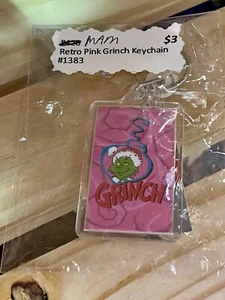 MAM $3
Retro Pink Grinch Keychain
#1383
GRINCH